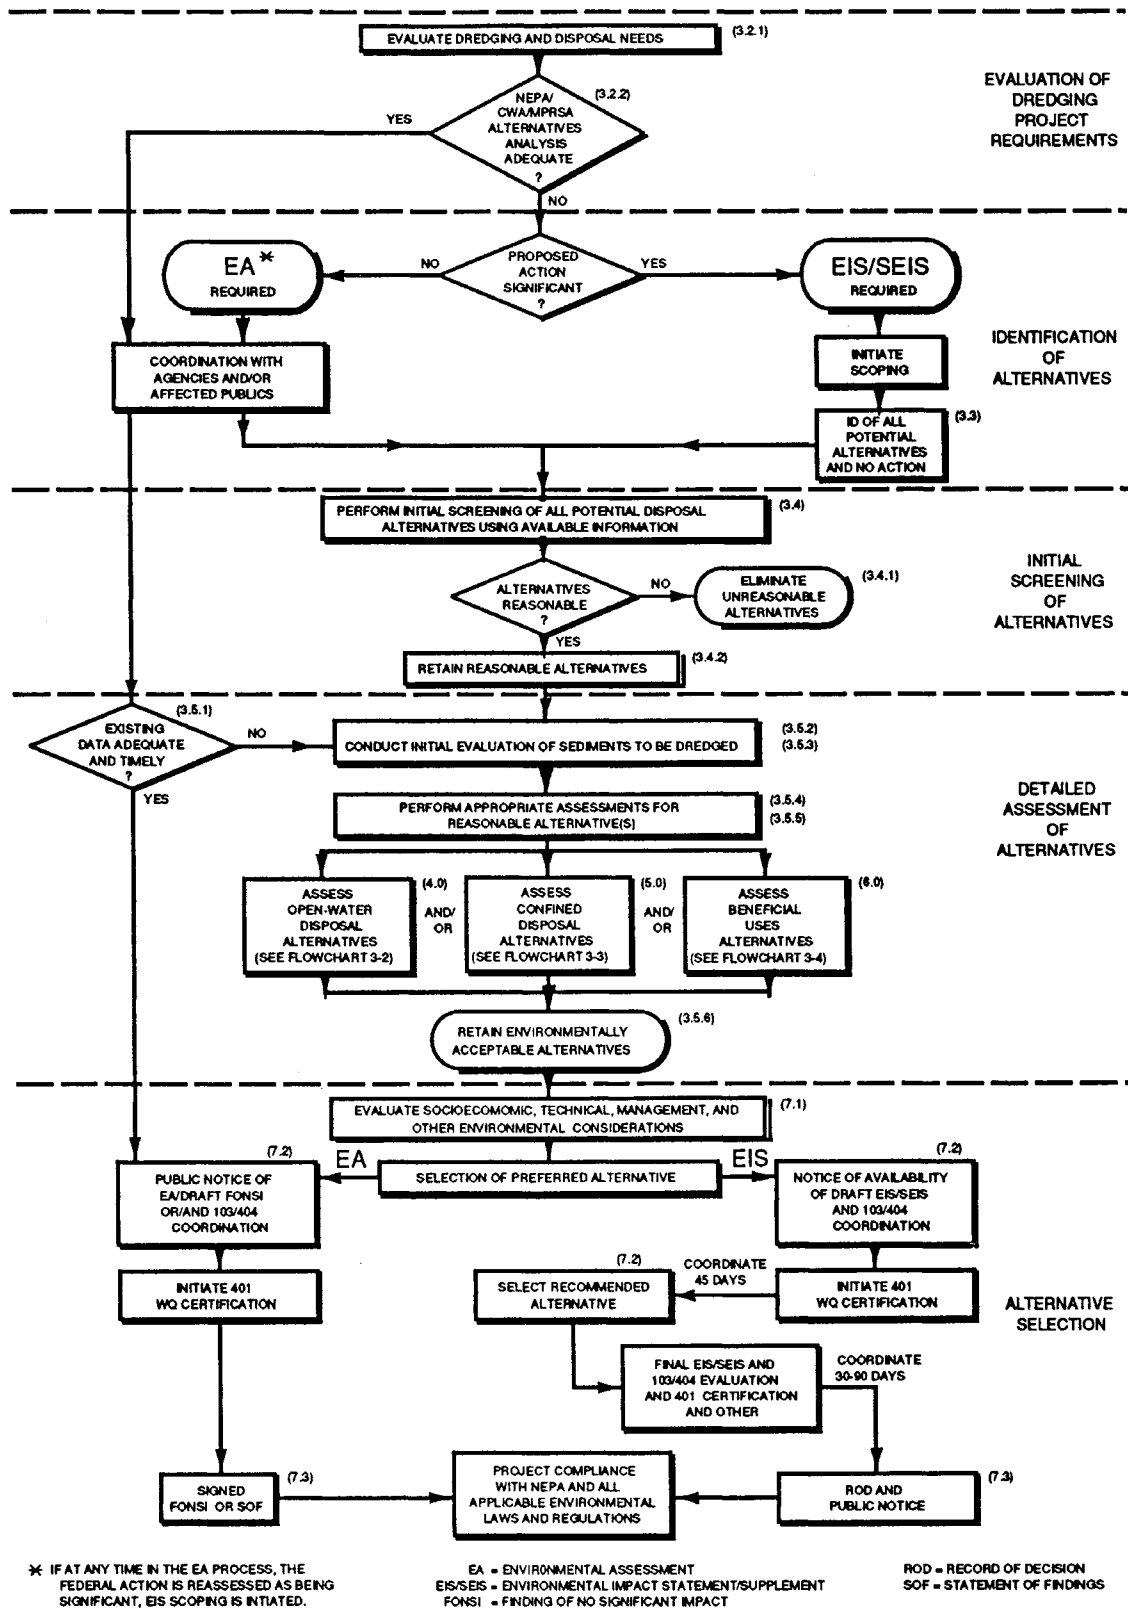 EVALUATE DREDGING AND DISPOSAL NEEDS
(3.2.1)
EVALUATION OF
DREDGING
PROJECT
REQUIREMENTS
NEPA/
CWA/MPRSA
ALTERNATIVES
ANALYSIS
ADEQUATE
?
(3.2.2)
YES
NO
EA*
REQUIRED
NO
PROPOSED
ACTION
SIGNIFICANT
?
YES
EIS/SEIS
REQUIRED
IDENTIFICATION
OF
ALTERNATIVES
COORDINATION WITH
AGENCIES AND/OR
AFFECTED PUBLICS
INITIATE
SCOPING
ID OF ALL
POTENTIAL
ALTERNATIVES
AND NO ACTION
(3.3)
PERFORM INITIAL SCREENING OF ALL POTENTIAL DISPOSAL
ALTERNATIVES USING AVAILABLE INFORMATION
(3.4)
INITIAL
SCREENING
OF
ALTERNATIVES
ALTERNATIVES
REASONABLE
?
NO
ELIMINATE
UNREASONABLE
ALTERNATIVES
(3.4.1)
YES
RETAIN REASONABLE ALTERNATIVES
(3.4.2)
EXISTING
DATA ADEQUATE
AND TIMELY
?
(3.5.1)
NO
YES
CONDUCT INITIAL EVALUATION OF SEDIMENTS TO BE DREDGED
(3.5.2)
(3.5.3)
PERFORM APPROPRIATE ASSESSMENTS FOR
REASONABLE ALTERNATIVE(S)
(3.5.4)
(3.5.5)
DETAILED
ASSESSMENT
OF
ALTERNATIVES
ASSESS
OPEN-WATER
DISPOSAL
ALTERNATIVES
(SEE FLOWCHART 3-2)
(4.0)
AND/
OR
ASSESS
CONFINED
DISPOSAL
ALTERNATIVES
(SEE FLOWCHART 3-3)
(5.0)
AND/
OR
ASSESS
BENEFICIAL
USES
ALTERNATIVES
(SEE FLOWCHART 3-4)
(6.0)
RETAIN ENVIRONMENTALLY
ACCEPTABLE ALTERNATIVES
(3.5.6)
EVALUATE SOCIOECOMOMIC, TECHNICAL, MANAGEMENT, AND
OTHER ENVIRONMENTAL CONSIDERATIONS
(7.1)
(7.2)
PUBLIC NOTICE OF
EA/DRAFT FONSI
OR/AND 103/404
COORDINATION
EA
SELECTION OF PREFERRED ALTERNATIVE
EIS
(7.2)
NOTICE OF AVAILABILITY
OF DRAFT EIS/SEIS
AND 103/404
COORDINATION
INITIATE 401
WQ CERTIFICATION
(7.2)
SELECT RECOMMENDED
ALTERNATIVE
COORDINATE
45 DAYS
INITIATE 401
WQ CERTIFICATION
ALTERNATIVE
SELECTION
FINAL EIS/SEIS AND
103/404 EVALUATION
AND 401 CERTIFICATION
AND OTHER
COORDINATE
30-90 DAYS
SIGNED
FONSI OR SOF
(7.3)
PROJECT COMPLIANCE
WITH NEPA AND ALL
APPLICABLE ENVIRONMENTAL
LAWS AND REGULATIONS
ROD AND
PUBLIC NOTICE
(7.3)
* IF AT ANY TIME IN THE EA PROCESS, THE
FEDERAL ACTION IS REASSESSED AS BEING
SIGNIFICANT, EIS SCOPING IS INTIATED.
EA = ENVIRONMENTAL ASSESSMENT
EIS/SEIS = ENVIRONMENTAL IMPACT STATEMENT/SUPPLEMENT
FONSI = FINDING OF NO SIGNIFICANT IMPACT
ROD = RECORD OF DECISION
SOF = STATEMENT OF FINDINGS